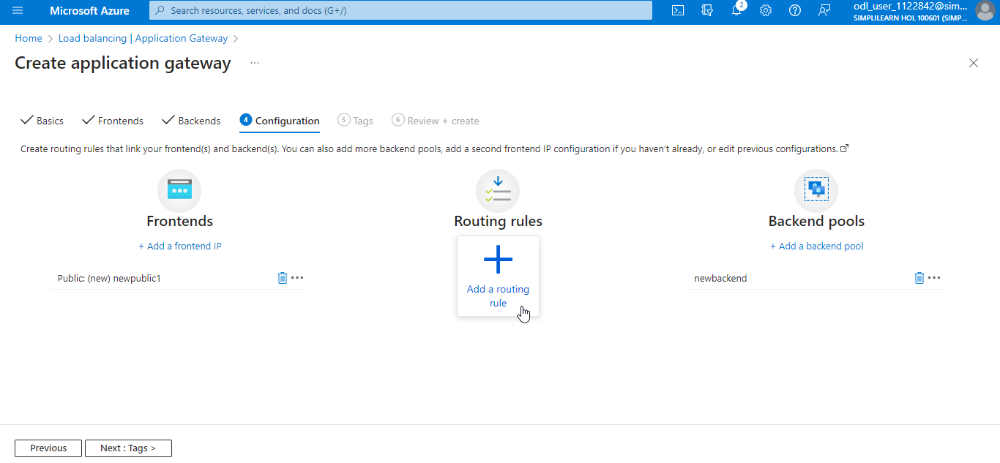 Microsoft Azure
Search resources, services, and docs (G+/)
2
odl_user_1122842@sim...
SIMPLILEARN HOL 100601 (SIMP...
Home > Load balancing | Application Gateway >
Create application gateway ...
Basics
Frontends
Backends
4 Configuration
5 Tags
6 Review + create
Create routing rules that link your frontend(s) and backend(s). You can also add more backend pools, add a second frontend IP configuration if you haven't already, or edit previous configurations.
Frontends
+ Add a frontend IP
Public: (new) newpublic1
Routing rules
Add a routing
rule
Backend pools
+ Add a backend pool
newbackend
Previous
Next : Tags >